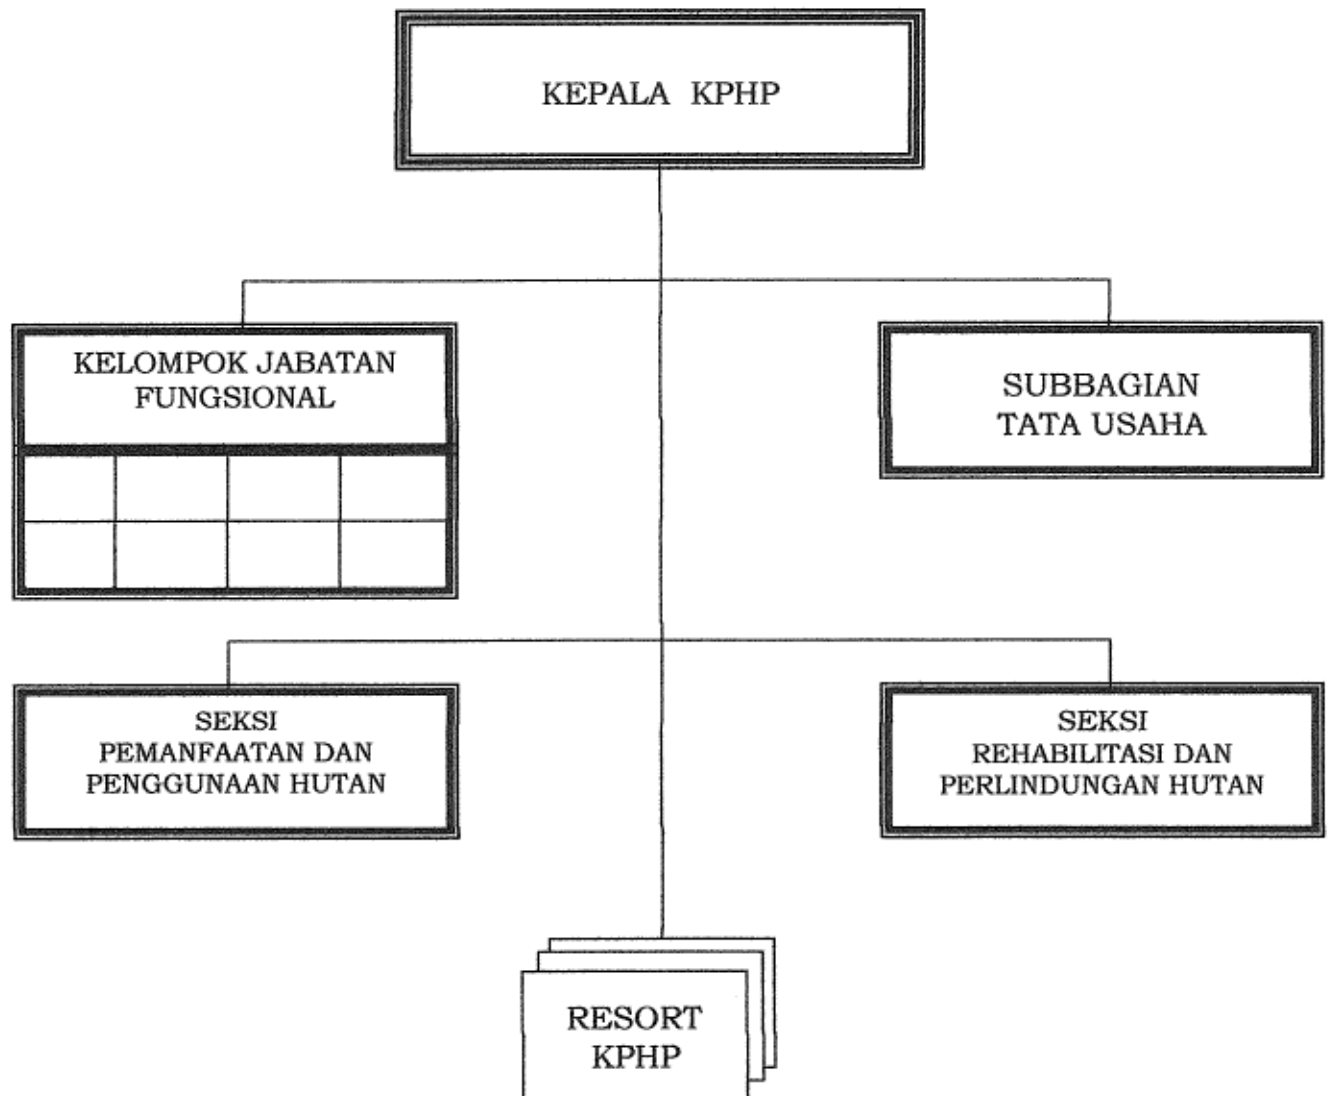 KEPALA KPHP
KELOMPOK JABATAN
FUNGSIONAL
SUBBAGIAN
TATA USAHA
SEKSI
PEMANFAATAN DAN
PENGGUNAAN HUTAN
SEKSI
REHABILITASI DAN
PERLINDUNGAN HUTAN
RESORT
KPHP